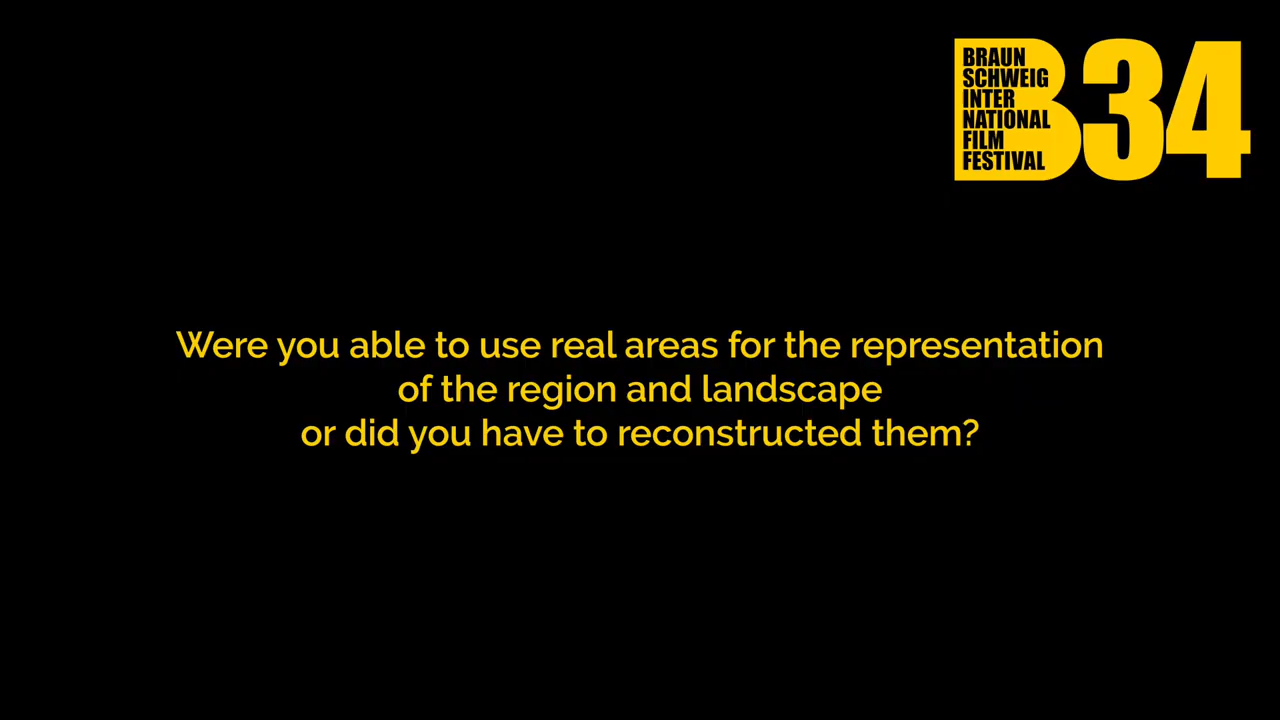 BRAUN
SCHWEIG
INTER
NATIONAL
FILM
FESTIVAL
B34
Were you able to use real areas for the representation
of the region and landscape
or did you have to reconstructed them?